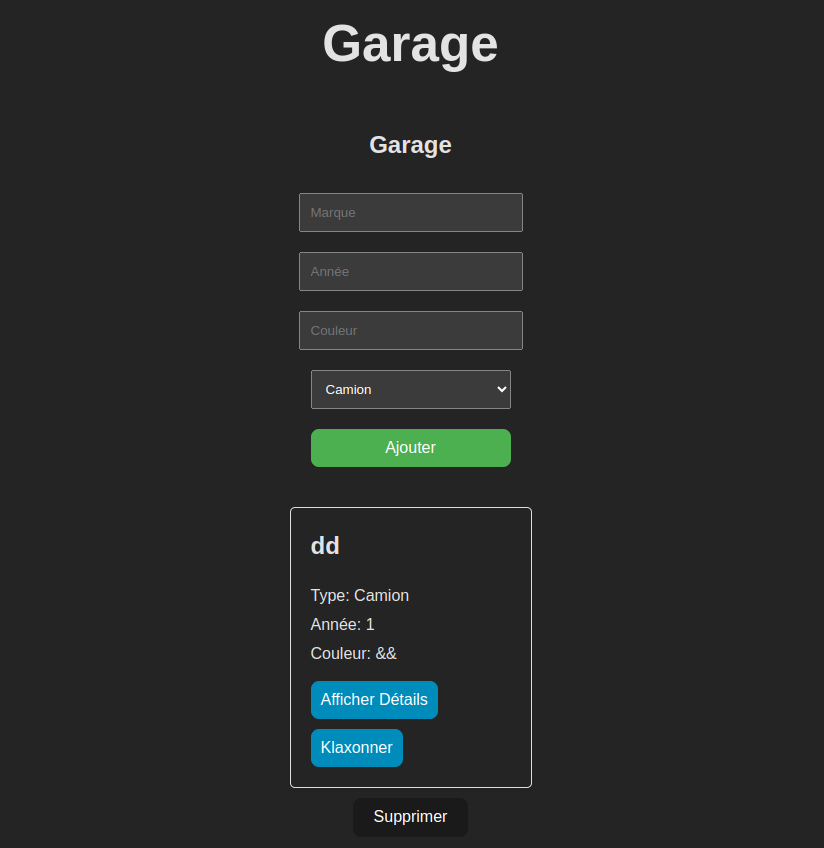 Garage
Garage
Marque
Année
Couleur
Camion
Ajouter
dd
Type: Camion
Année: 1
Couleur: &&
Afficher Détails
Klaxonner
Supprimer